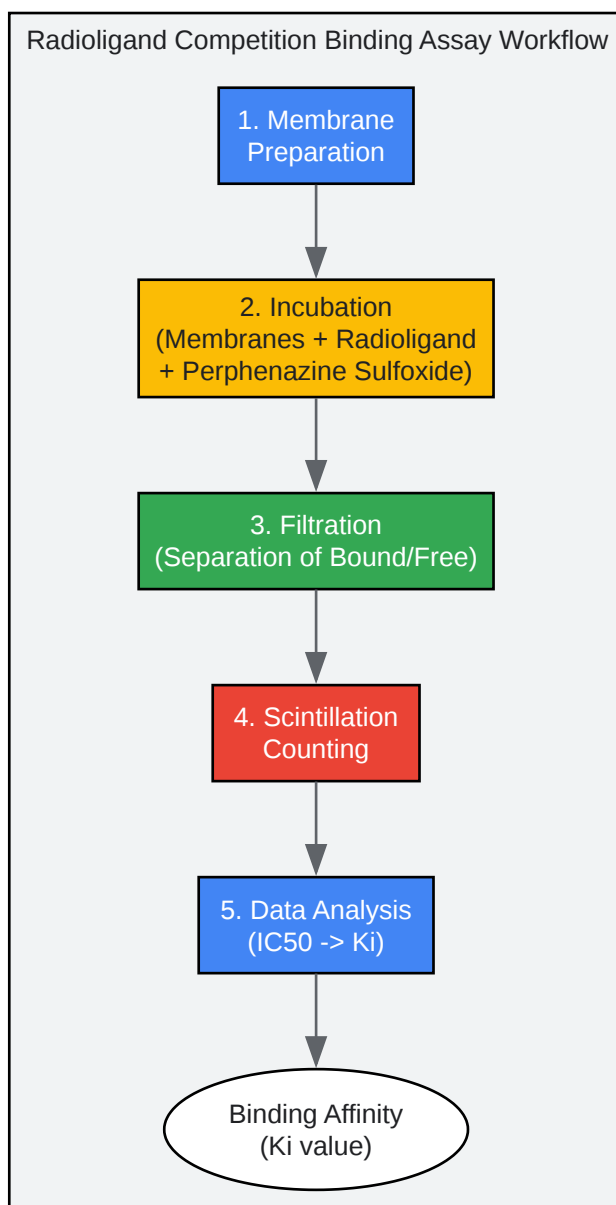 Radioligand Competition Binding Assay Workflow
1. Membrane
Preparation
2. Incubation
(Membranes + Radioligand
+ Perphenazine Sulfoxide)
3. Filtration
(Separation of Bound/Free)
4. Scintillation
Counting
5. Data Analysis
(IC50 -> Ki)
Binding Affinity
(Ki value)